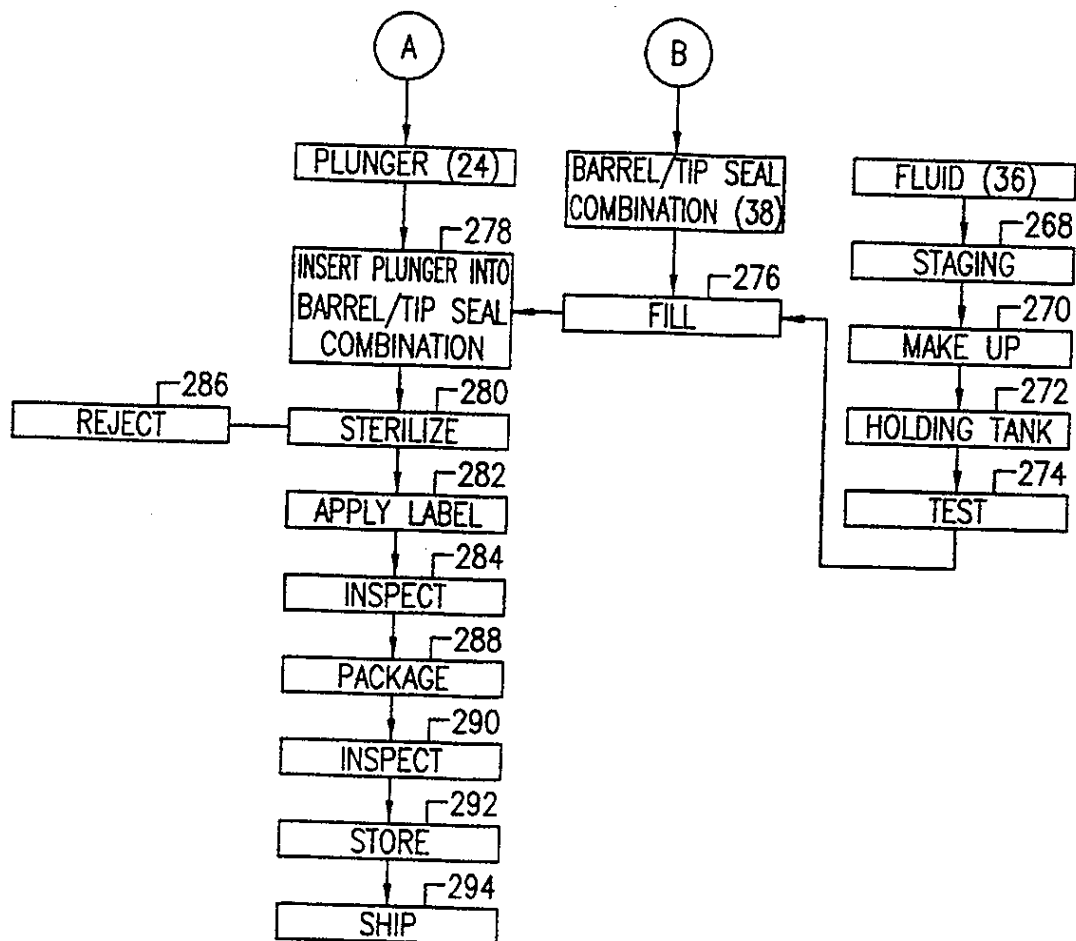 A
B
PLUNGER (24)
BARREL/TIP SEAL
COMBINATION (38)
FLUID (36)
278
INSERT PLUNGER INTO
BARREL/TIP SEAL
COMBINATION
276
FILL
268
STAGING
270
MAKE UP
272
HOLDING TANK
274
TEST
286
REJECT
280
STERILIZE
282
APPLY LABEL
284
INSPECT
288
PACKAGE
290
INSPECT
292
STORE
294
SHIP